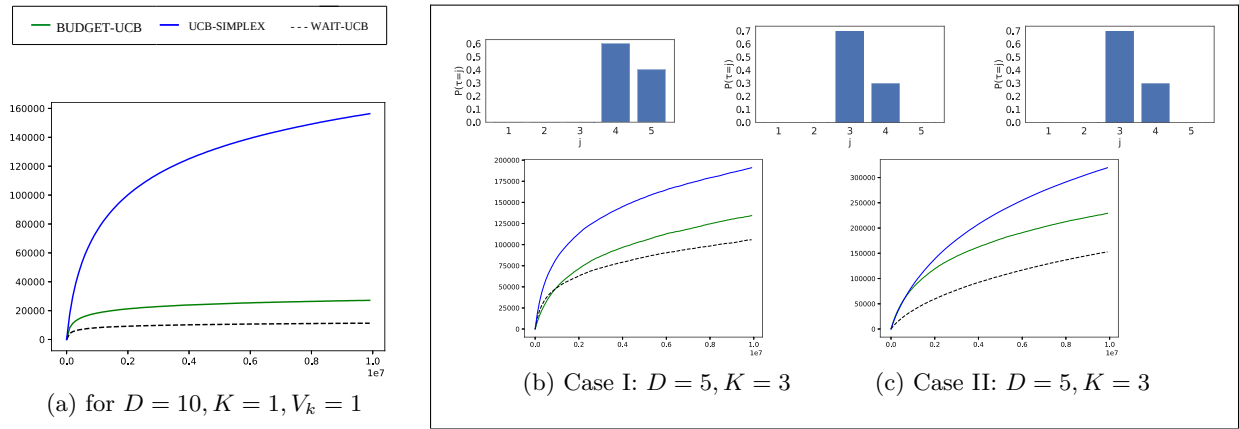 BUDGET-UCB UCB-SIMPLEX WAIT-UCB
160000
140000
120000
100000
80000
60000
40000
20000
0
0.0 0.2 0.4 0.6 0.8 1.0
1e7
(a) for D = 10, K = 1, V_k = 1
P(τ=j)
0.6
0.5
0.4
0.3
0.2
0.1
0.0
1 2 3 4 5
P(τ=j)
0.7
0.6
0.5
0.4
0.3
0.2
0.1
0.0
1 2 3 4 5
j
P(τ=j)
0.7
0.6
0.5
0.4
0.3
0.2
0.1
0.0
1 2 3 4 5
j
j
200000
175000
150000
125000
100000
75000
50000
25000
0
0.0 0.2 0.4 0.6 0.8 1.0
1e7
(b) Case I: D = 5, K = 3
300000
250000
200000
150000
100000
50000
0
0.0 0.2 0.4 0.6 0.8 1.0
1e7
(c) Case II: D = 5, K = 3